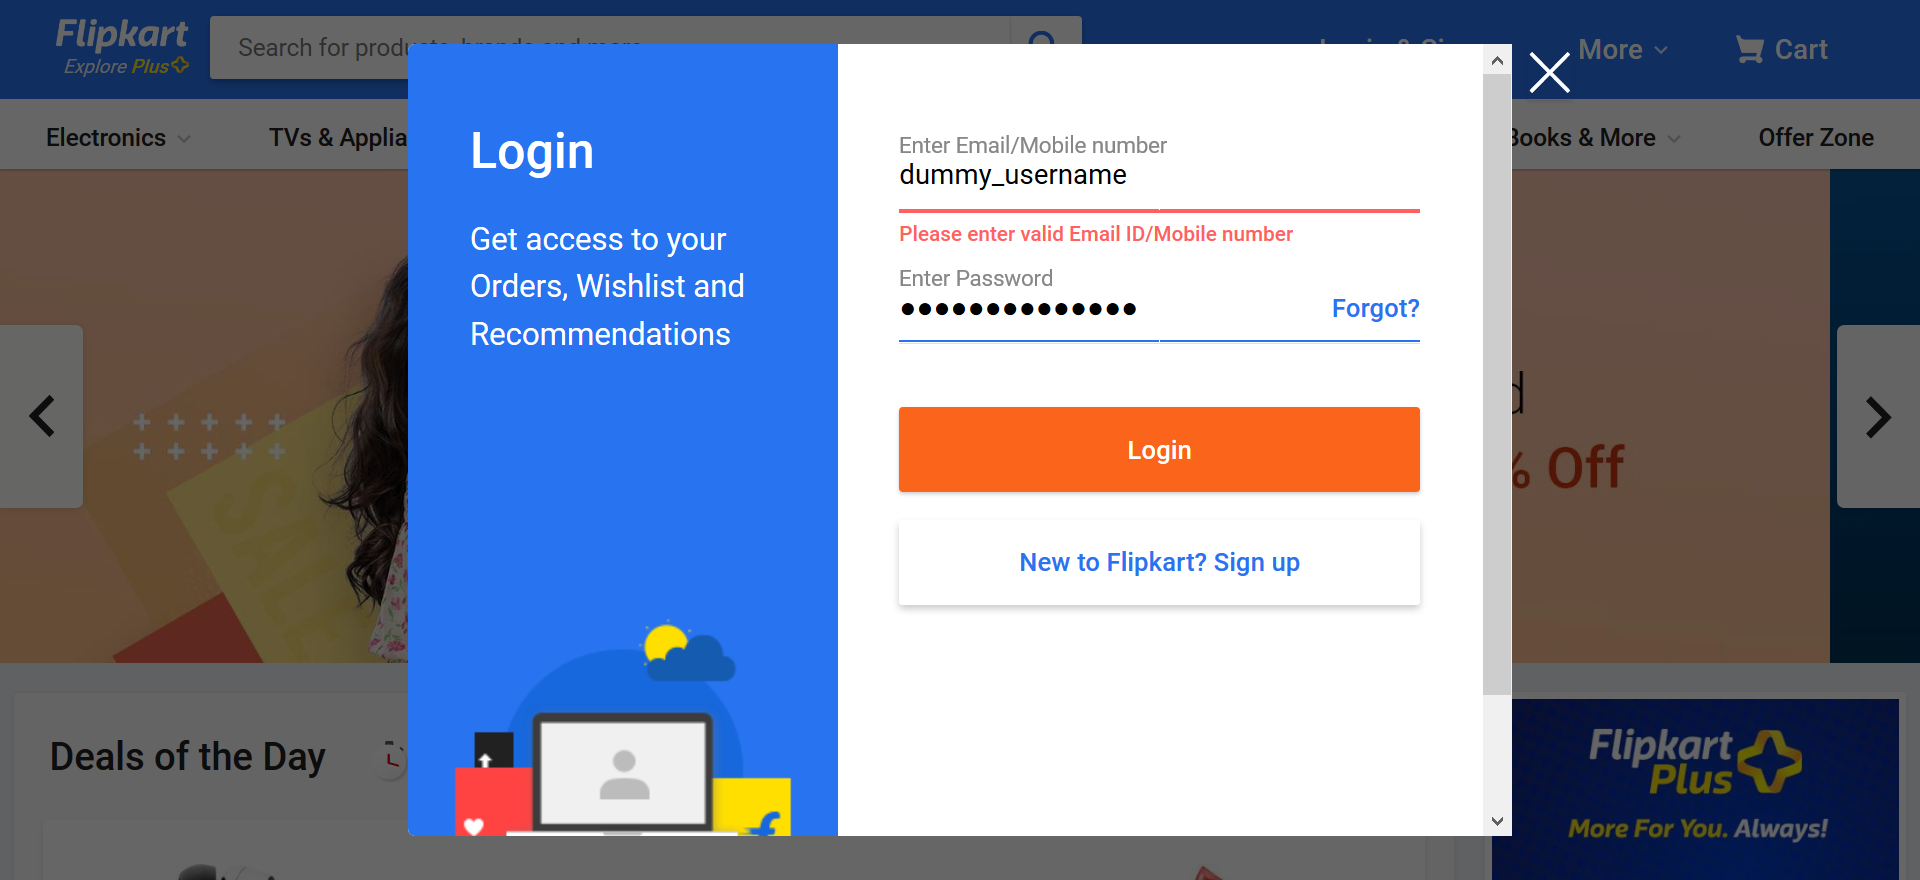 Flipkart
Explore Plus
Search for products, brands and more
More
Cart
Electronics
TVs & Applia
Books & More
Offer Zone
Login
Get access to your
Orders, Wishlist and
Recommendations
Enter Email/Mobile number
dummy_username
Please enter valid Email ID/Mobile number
Enter Password
Forgot?
Login
New to Flipkart? Sign up
d
% Off
SALE
Deals of the Day
Flipkart
Plus
More For You. Always!